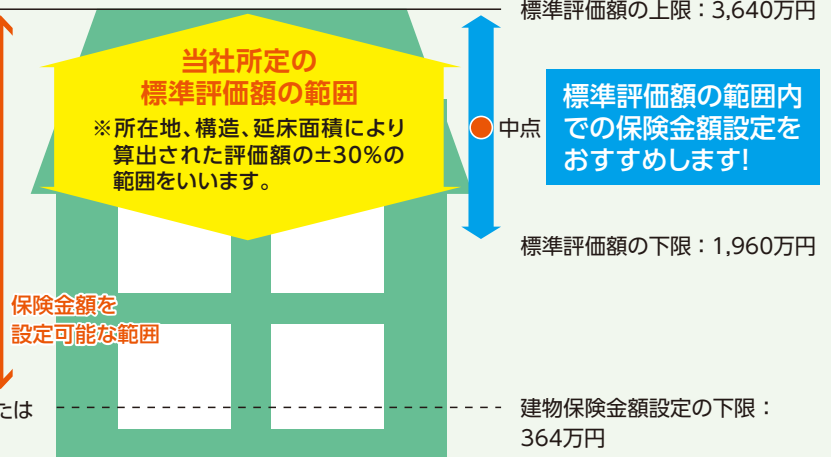 標準評価額の上限：3,640万円
当社所定の
標準評価額の範囲
※所在地、構造、延床面積により
算出された評価額の±30%の
範囲をいいます。
中点
標準評価額の範囲内
での保険金額設定を
おすすめします!
標準評価額の下限：1,960万円
保険金額を
設定可能な範囲
たは
建物保険金額設定の下限：
364万円